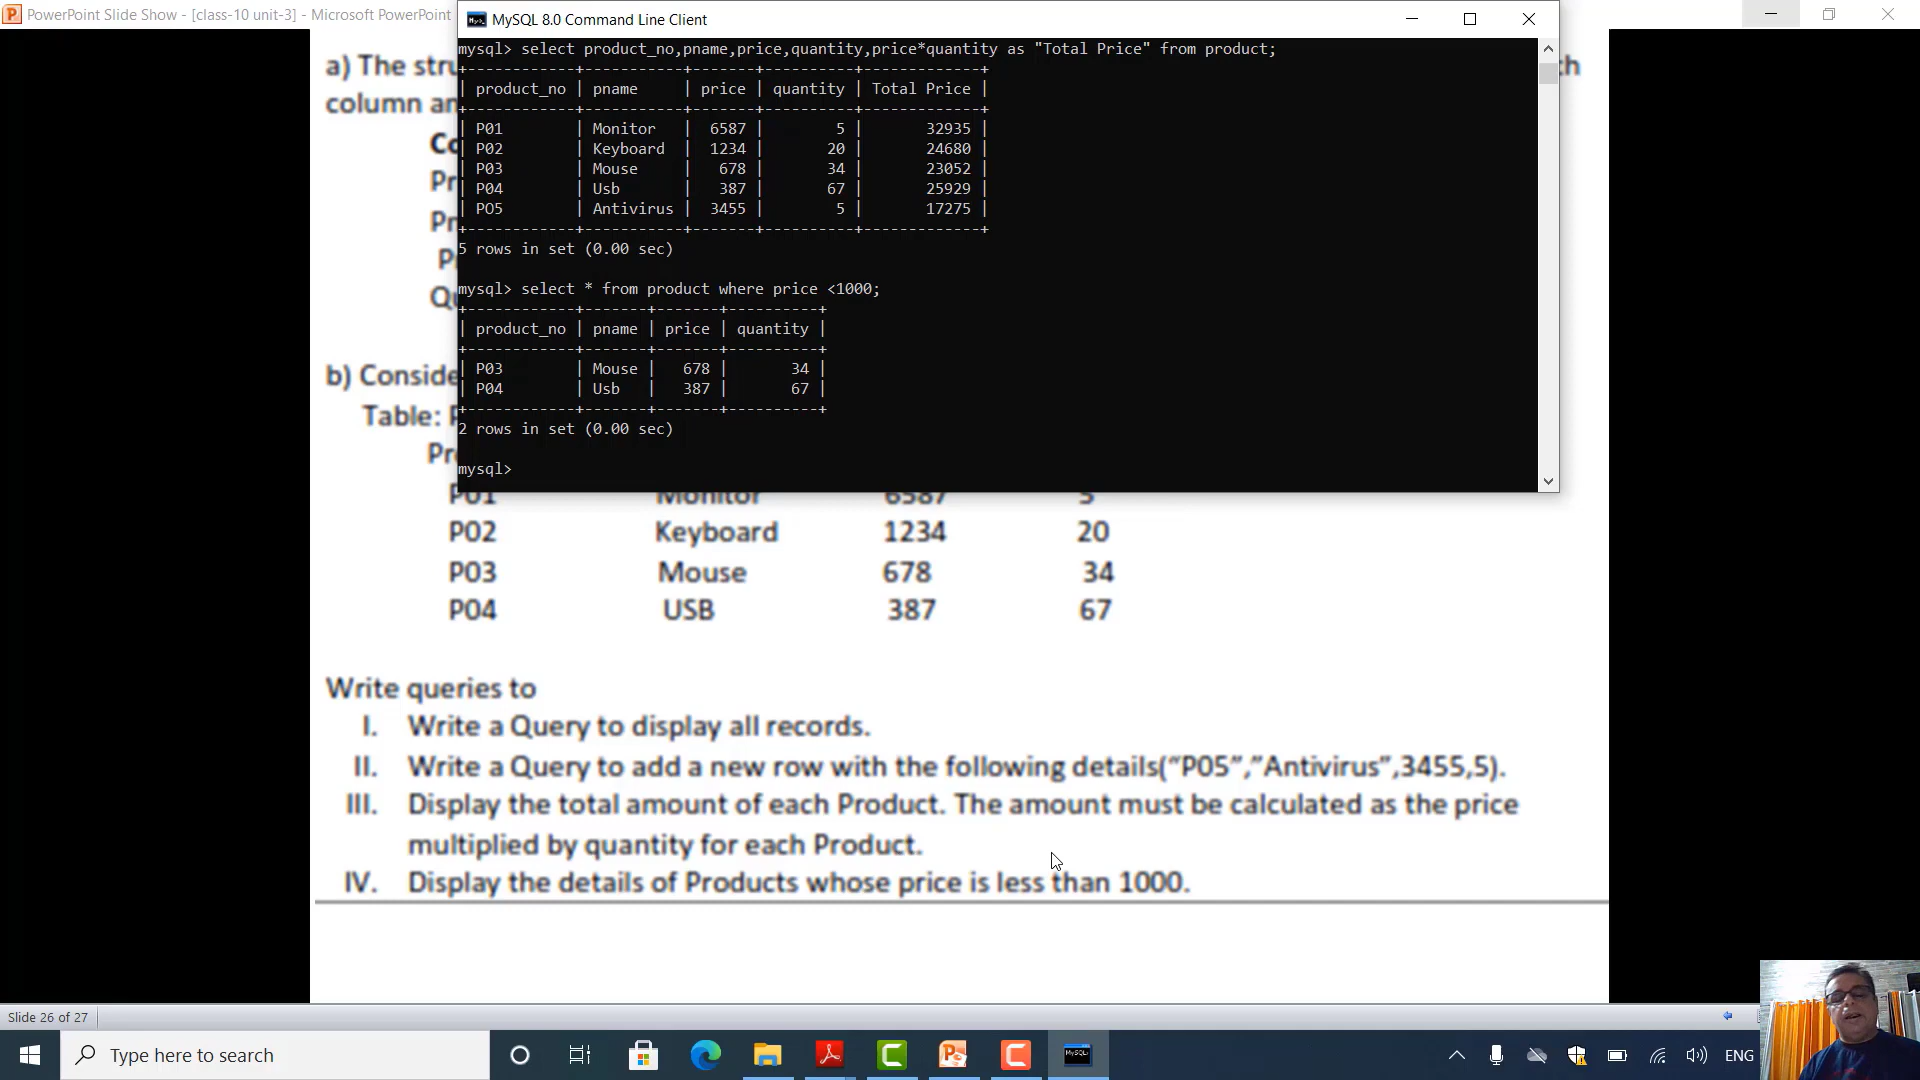 PowerPoint Slide Show - [class-10 unit-3] - Microsoft PowerPoint
MySQL 8.0 Command Line Client
mysql> select product_no,pname,price,quantity,price*quantity as "Total Price" from product;
+------------+-----------+-------+----------+-------------+
| product_no | pname     | price | quantity | Total Price |
+------------+-----------+-------+----------+-------------+
| P01        | Monitor   |  6587 |        5 |       32935 |
| P02        | Keyboard  |  1234 |       20 |       24680 |
| P03        | Mouse     |   678 |       34 |       23052 |
| P04        | Usb       |   387 |       67 |       25929 |
| PO5        | Antivirus |  3455 |        5 |       17275 |
+------------+-----------+-------+----------+-------------+
5 rows in set (0.00 sec)
mysql> select * from product where price <1000;
+------------+-------+-------+----------+
| product_no | pname | price | quantity |
+------------+-------+-------+----------+
| P03        | Mouse |   678 |       34 |
| P04        | Usb   |   387 |       67 |
+------------+-------+-------+----------+
2 rows in set (0.00 sec)
mysql>
a) The
column
b)
Table:
P01 Monitor 6587 5
P02 Keyboard 1234 20
P03 Mouse 678 34
P04 USB 387 67
Write queries to
I. Write a Query to display all records.
II. Write a Query to add a new row with the following details(“P05”,”Antivirus”,3455,5).
III. Display the total amount of each Product. The amount must be calculated as the price
multiplied by quantity for each Product.
IV. Display the details of Products whose price is less than 1000.
Slide 26 of 27
Type here to search
MySQL
ENG